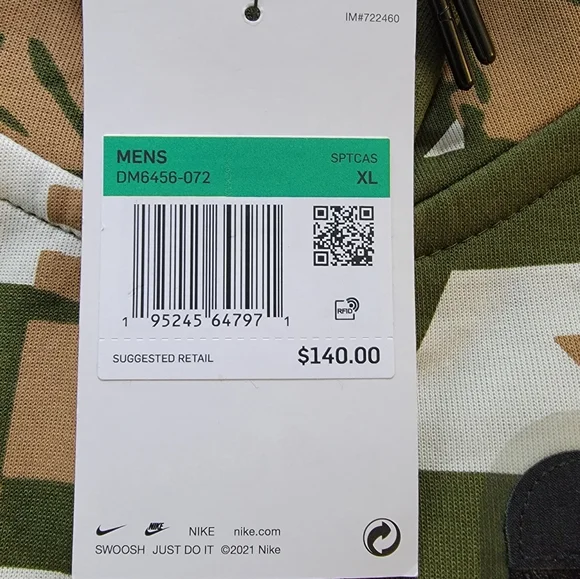 IM#722460
MENS SPTCAS
DM6456-072 XL
RFID
1 95245 64797 1
SUGGESTED RETAIL $140.00
NIKE NIKE nike.com
SWOOSH JUST DO IT ©2021 Nike